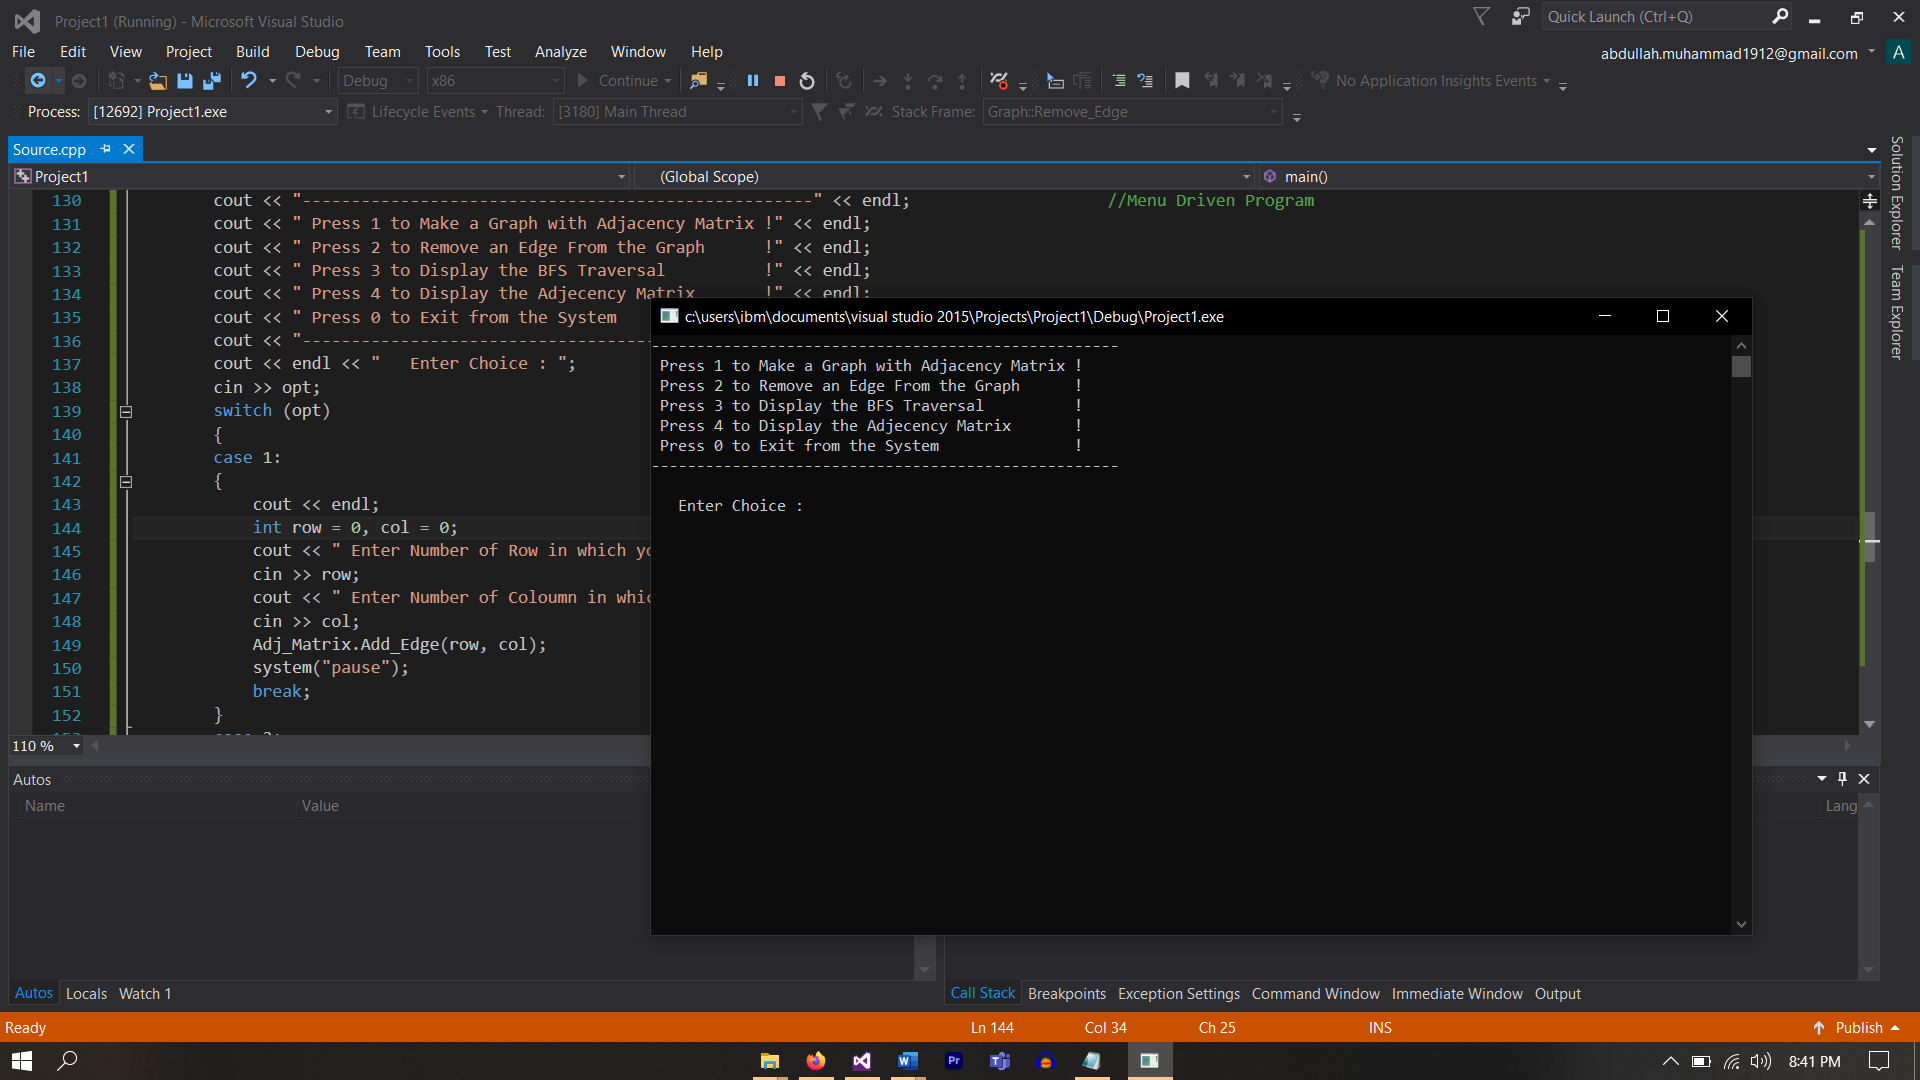 Project1 (Running) - Microsoft Visual Studio
Quick Launch (Ctrl+Q)
File Edit View Project Build Debug Team Tools Test Analyze Window Help
abdullah.muhammad1912@gmail.com A
Debug x86 Continue No Application Insights Events
Process: [12692] Project1.exe Lifecycle Events Thread: [3180] Main Thread Stack Frame: Graph::Remove_Edge
Source.cpp
Project1 (Global Scope) main()
130 cout << "----------------------------------------------------" << endl; //Menu Driven Program
131 cout << " Press 1 to Make a Graph with Adjacency Matrix !" << endl;
132 cout << " Press 2 to Remove an Edge From the Graph      !" << endl;
133 cout << " Press 3 to Display the BFS Traversal          !" << endl;
134 cout << " Press 4 to Display the Adjecency Matrix       !" << endl;
135 cout << " Press 0 to Exit from the System
136 cout << "------------------------------------
137 cout << endl << "   Enter Choice : ";
138 cin >> opt;
139 switch (opt)
140 {
141 case 1:
142 {
143 cout << endl;
144 int row = 0, col = 0;
145 cout << " Enter Number of Row in which yo
146 cin >> row;
147 cout << " Enter Number of Coloumn in whic
148 cin >> col;
149 Adj_Matrix.Add_Edge(row, col);
150 system("pause");
151 break;
152 }
110 %
c:\users\ibm\documents\visual studio 2015\Projects\Project1\Debug\Project1.exe
----------------------------------------------------
Press 1 to Make a Graph with Adjacency Matrix !
Press 2 to Remove an Edge From the Graph      !
Press 3 to Display the BFS Traversal          !
Press 4 to Display the Adjecency Matrix       !
Press 0 to Exit from the System               !
----------------------------------------------------
Enter Choice :
Solution Explorer
Team Explorer
Autos
Name Value
Lang
Autos Locals Watch 1
Call Stack Breakpoints Exception Settings Command Window Immediate Window Output
Ready Ln 144 Col 34 Ch 25 INS Publish
8:41 PM